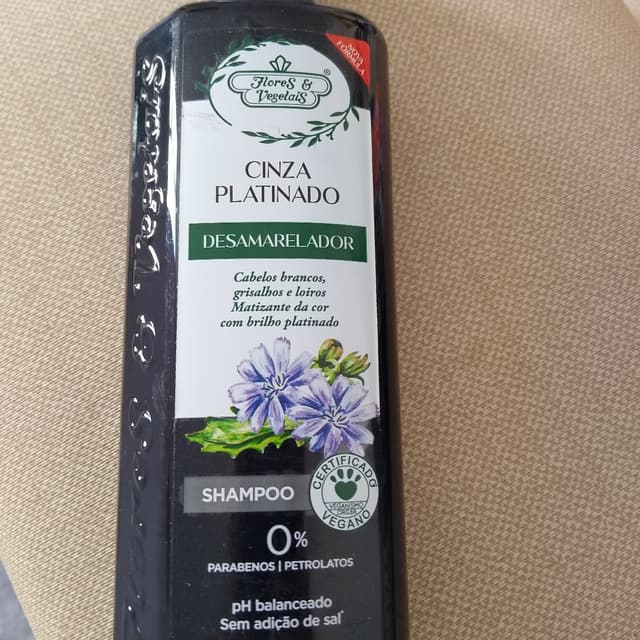 NOVA
FÓRMULA
Flores &
Vegetais
®
CINZA
PLATINADO
DESAMARELADOR
Cabelos brancos,
grisalhos e loiros
Matizante da cor
com brilho platinado
SHAMPOO
CERTIFICADO
VEGANISMO
VEGANO
0%
PARABENOS | PETROLATOS
pH balanceado
Sem adição de sal*
Flores & Vegetais